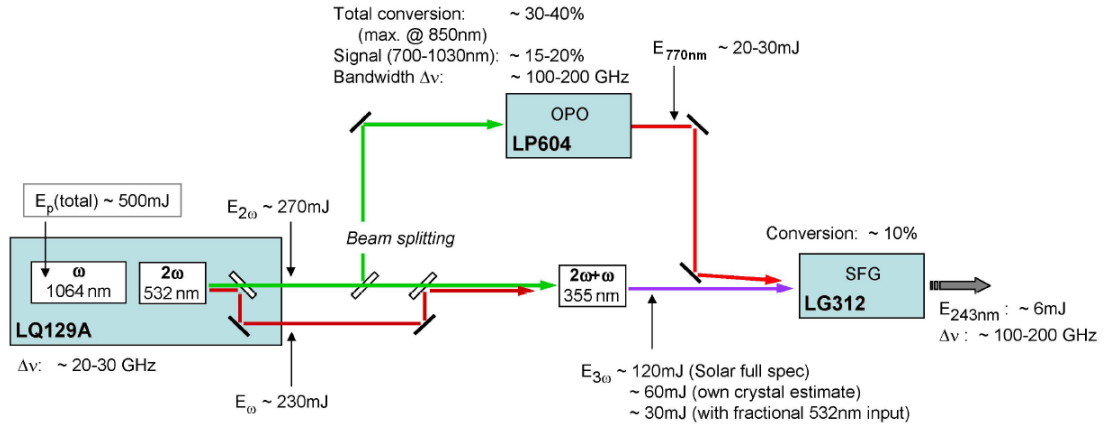 Total conversion: ~ 30-40%
(max. @ 850nm)
Signal (700-1030nm): ~ 15-20%
Bandwidth Δν: ~ 100-200 GHz
E770nm ~ 20-30mJ
OPO
LP604
Ep(total) ~ 500mJ
E2ω ~ 270mJ
Beam splitting
Conversion: ~ 10%
ω
1064 nm
2ω
532 nm
2ω+ω
355 nm
SFG
LG312
LQ129A
E243nm : ~ 6mJ
Δν : ~ 100-200 GHz
Δν: ~ 20-30 GHz
Eω ~ 230mJ
E3ω ~ 120mJ (Solar full spec)
~ 60mJ (own crystal estimate)
~ 30mJ (with fractional 532nm input)